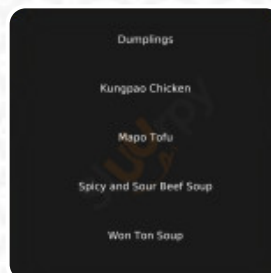 Dumplings
Kungpao Chicken
Mapo Tofu
Spicy and Sour Beef Soup
Won Ton Soup